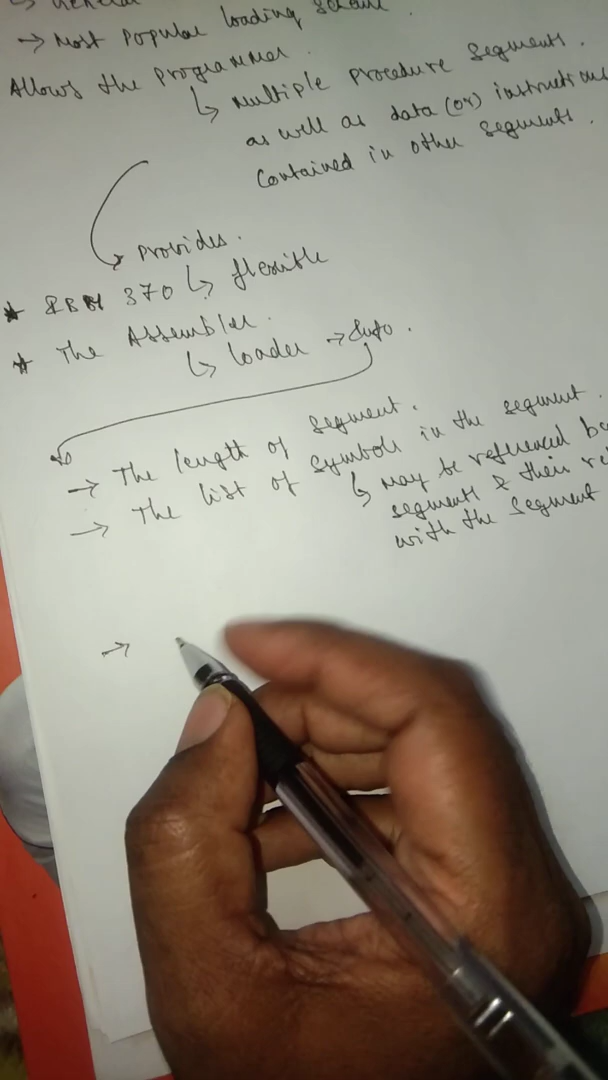 → General
→ Most Popular loading Scheme.
Allows the Programmer.
↳ Multiple Procedure Segments.
as well as data (or) instructions
Contained in other Segments.
↳ Provides.
* IBM 370 ↳ flexible
* The Assembler.
↳ loader → Info.
→ The length of Segment.
→ The list of Symbols in the segment.
↳ may be referenced
segments & their
with the Segment
→